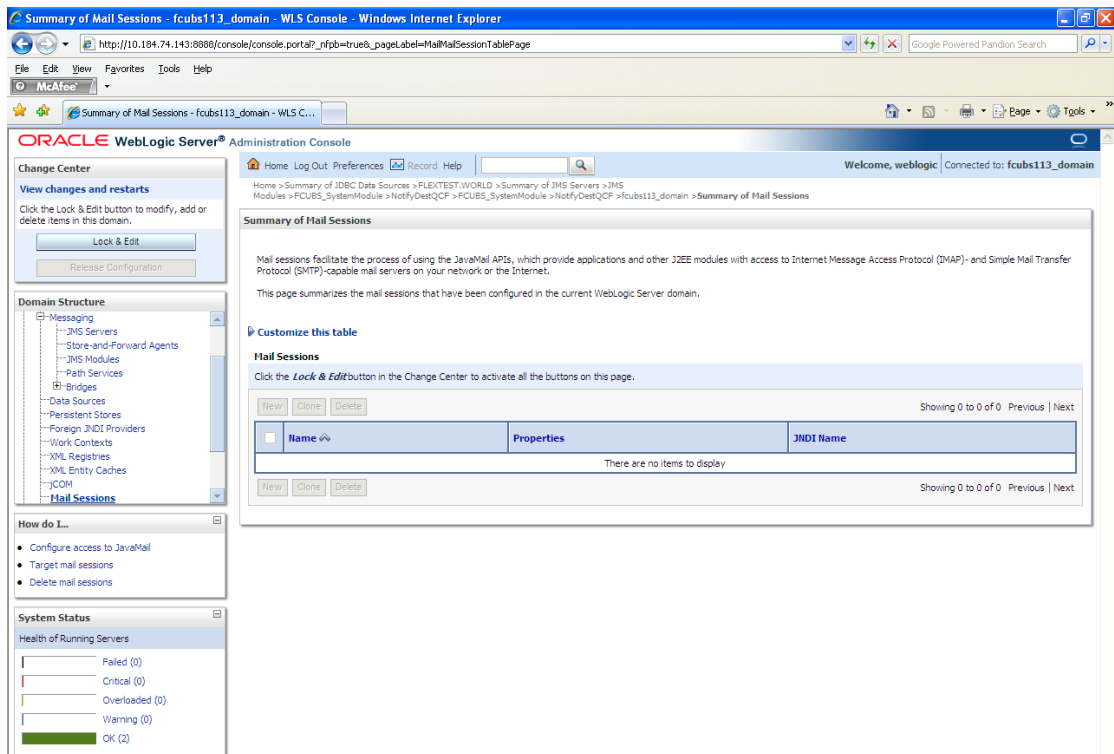 Summary of Mail Sessions - fcubs113_domain - WLS Console - Windows Internet Explorer
http://10.184.74.143:8888/console/console.portal?_nfpb=true&_pageLabel=MailMailSessionTablePage
Google Powered Pandion Search
File Edit View Favorites Tools Help
McAfee
Summary of Mail Sessions - fcubs113_domain - WLS C...
Page Tools
ORACLE WebLogic Server® Administration Console
Change Center
View changes and restarts
Click the Lock & Edit button to modify, add or
delete items in this domain.
Lock & Edit
Release Configuration
Domain Structure
Messaging
JMS Servers
Store-and-Forward Agents
JMS Modules
Path Services
Bridges
Data Sources
Persistent Stores
Foreign JNDI Providers
Work Contexts
XML Registries
XML Entity Caches
jCOM
Mail Sessions
How do I...
Configure access to JavaMail
Target mail sessions
Delete mail sessions
System Status
Health of Running Servers
Failed (0)
Critical (0)
Overloaded (0)
Warning (0)
OK (2)
Home Log Out Preferences Record Help
Welcome, weblogic Connected to: fcubs113_domain
Home >Summary of JDBC Data Sources >FLEXTEST.WORLD >Summary of JMS Servers >JMS
Modules >FCUBS_SystemModule >NotifyDestQCF >FCUBS_SystemModule >NotifyDestQCF >fcubs113_domain >Summary of Mail Sessions
Summary of Mail Sessions
Mail sessions facilitate the process of using the JavaMail APIs, which provide applications and other J2EE modules with access to Internet Message Access Protocol (IMAP)- and Simple Mail Transfer
Protocol (SMTP)-capable mail servers on your network or the Internet.
This page summarizes the mail sessions that have been configured in the current WebLogic Server domain.
Customize this table
Mail Sessions
Click the Lock & Edit button in the Change Center to activate all the buttons on this page.
New Clone Delete
Showing 0 to 0 of 0 Previous | Next
Name Properties JNDI Name
There are no items to display
New Clone Delete
Showing 0 to 0 of 0 Previous | Next